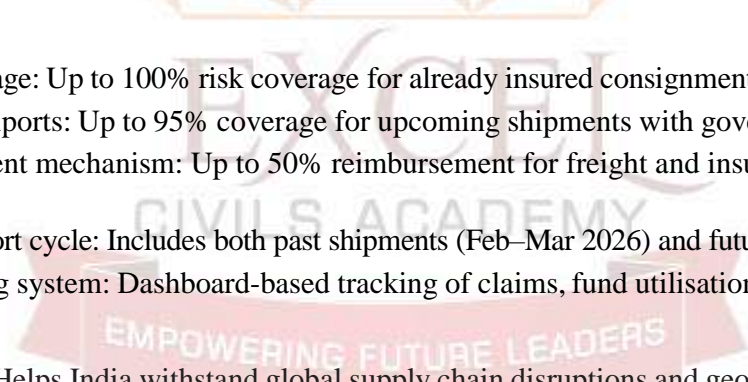 age: Up to 100% risk coverage for already insured consignment
ports: Up to 95% coverage for upcoming shipments with gove
ent mechanism: Up to 50% reimbursement for freight and insu
EXCEL
CIVILS ACADEMY
ort cycle: Includes both past shipments (Feb–Mar 2026) and futu
g system: Dashboard-based tracking of claims, fund utilisation
EMPOWERING FUTURE LEADERS
Helps India withstand global supply chain disruptions and geo